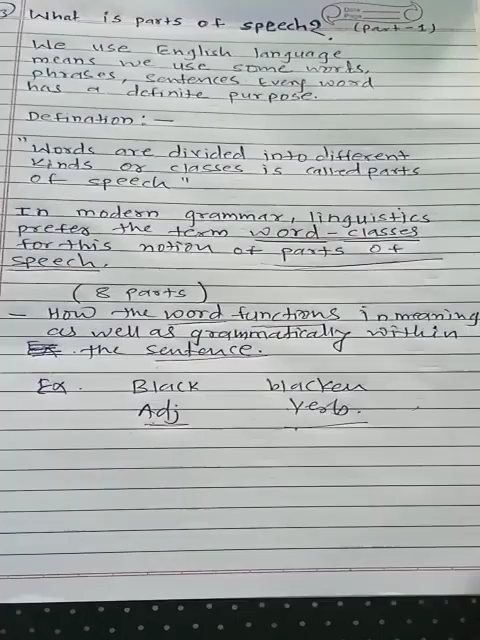 3 What is parts of speech?
Date
Page
(Part-1)
We use English language
means we use some words,
phrases, sentences Every word
has a definite purpose.
Defination:—
"Words are divided into different
kinds or classes is called parts
of speech"
In modern grammar, linguistics
prefer the term word-classes
for this notion of parts of
speech.
(8 parts)
- How the word functions in meaning
as well as grammatically within
the sentence.
Ex. Black blacken
Adj Verb.